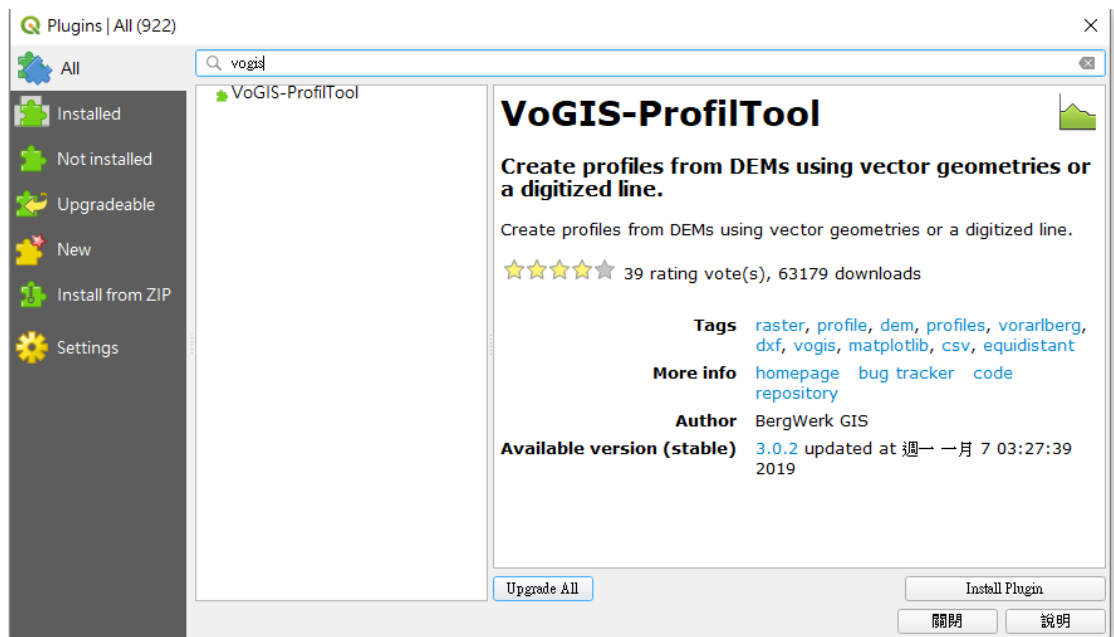 Plugins | All (922)
All
Installed
Not installed
Upgradeable
New
Install from ZIP
Settings
vogis
VoGIS-ProfilTool
VoGIS-ProfilTool
Create profiles from DEMs using vector geometries or
a digitized line.
Create profiles from DEMs using vector geometries or a digitized line.
39 rating vote(s), 63179 downloads
Tags raster, profile, dem, profiles, vorarlberg,
dxf, vogis, matplotlib, csv, equidistant
More info homepage bug tracker code
repository
Author BergWerk GIS
Available version (stable) 3.0.2 updated at 週一 一月 7 03:27:39
2019
Upgrade All Install Plugin
關閉 說明